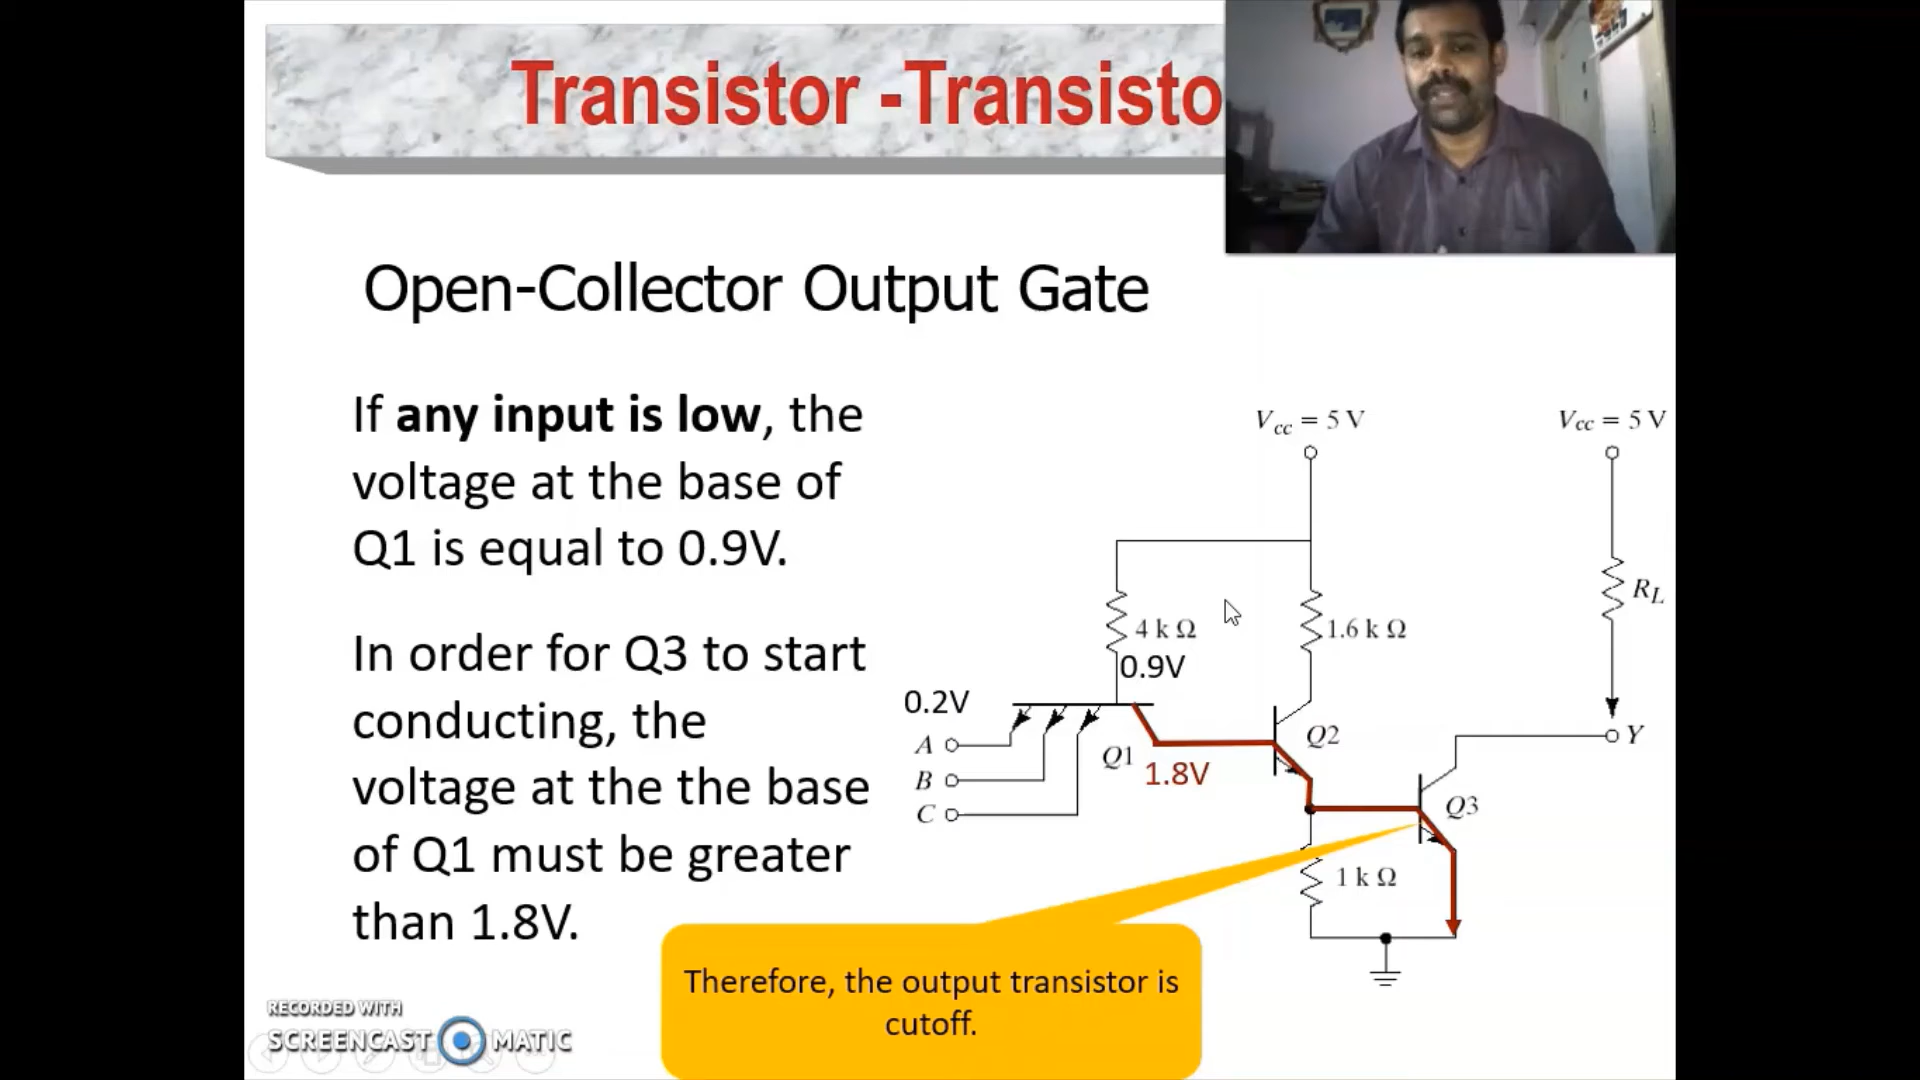 Transistor -Transisto
Open-Collector Output Gate
If any input is low, the
voltage at the base of
Q1 is equal to 0.9V.
In order for Q3 to start
conducting, the
voltage at the the base
of Q1 must be greater
than 1.8V.
Vcc = 5 V
Vcc = 5 V
RL
4 k Ω
1.6 k Ω
0.9V
0.2V
A
B
C
Q1
1.8V
Q2
Y
Q3
1 k Ω
Therefore, the output transistor is
cutoff.
RECORDED WITH
SCREENCAST MATIC